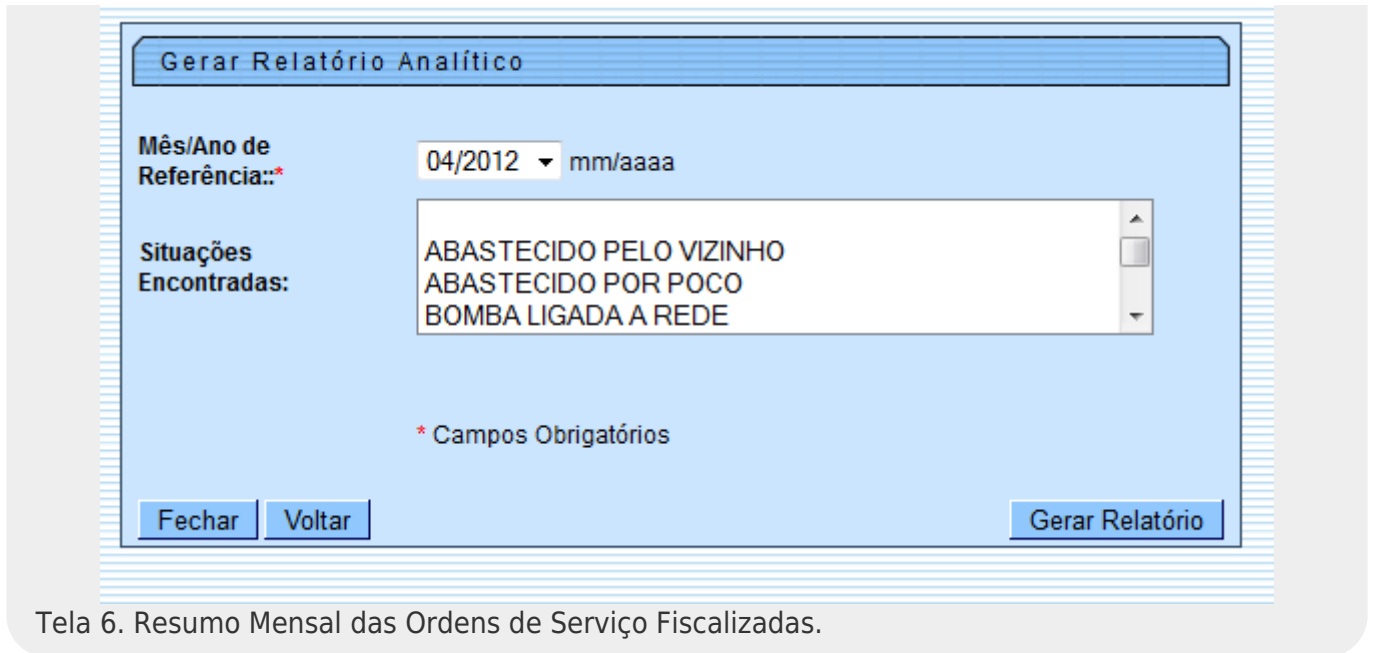 Gerar Relatório Analítico
Mês/Ano de
Referência::*
04/2012 mm/aaaa
Situações
Encontradas:
ABASTECIDO PELO VIZINHO
ABASTECIDO POR POCO
BOMBA LIGADA A REDE
* Campos Obrigatórios
Fechar Voltar Gerar Relatório
Tela 6. Resumo Mensal das Ordens de Serviço Fiscalizadas.